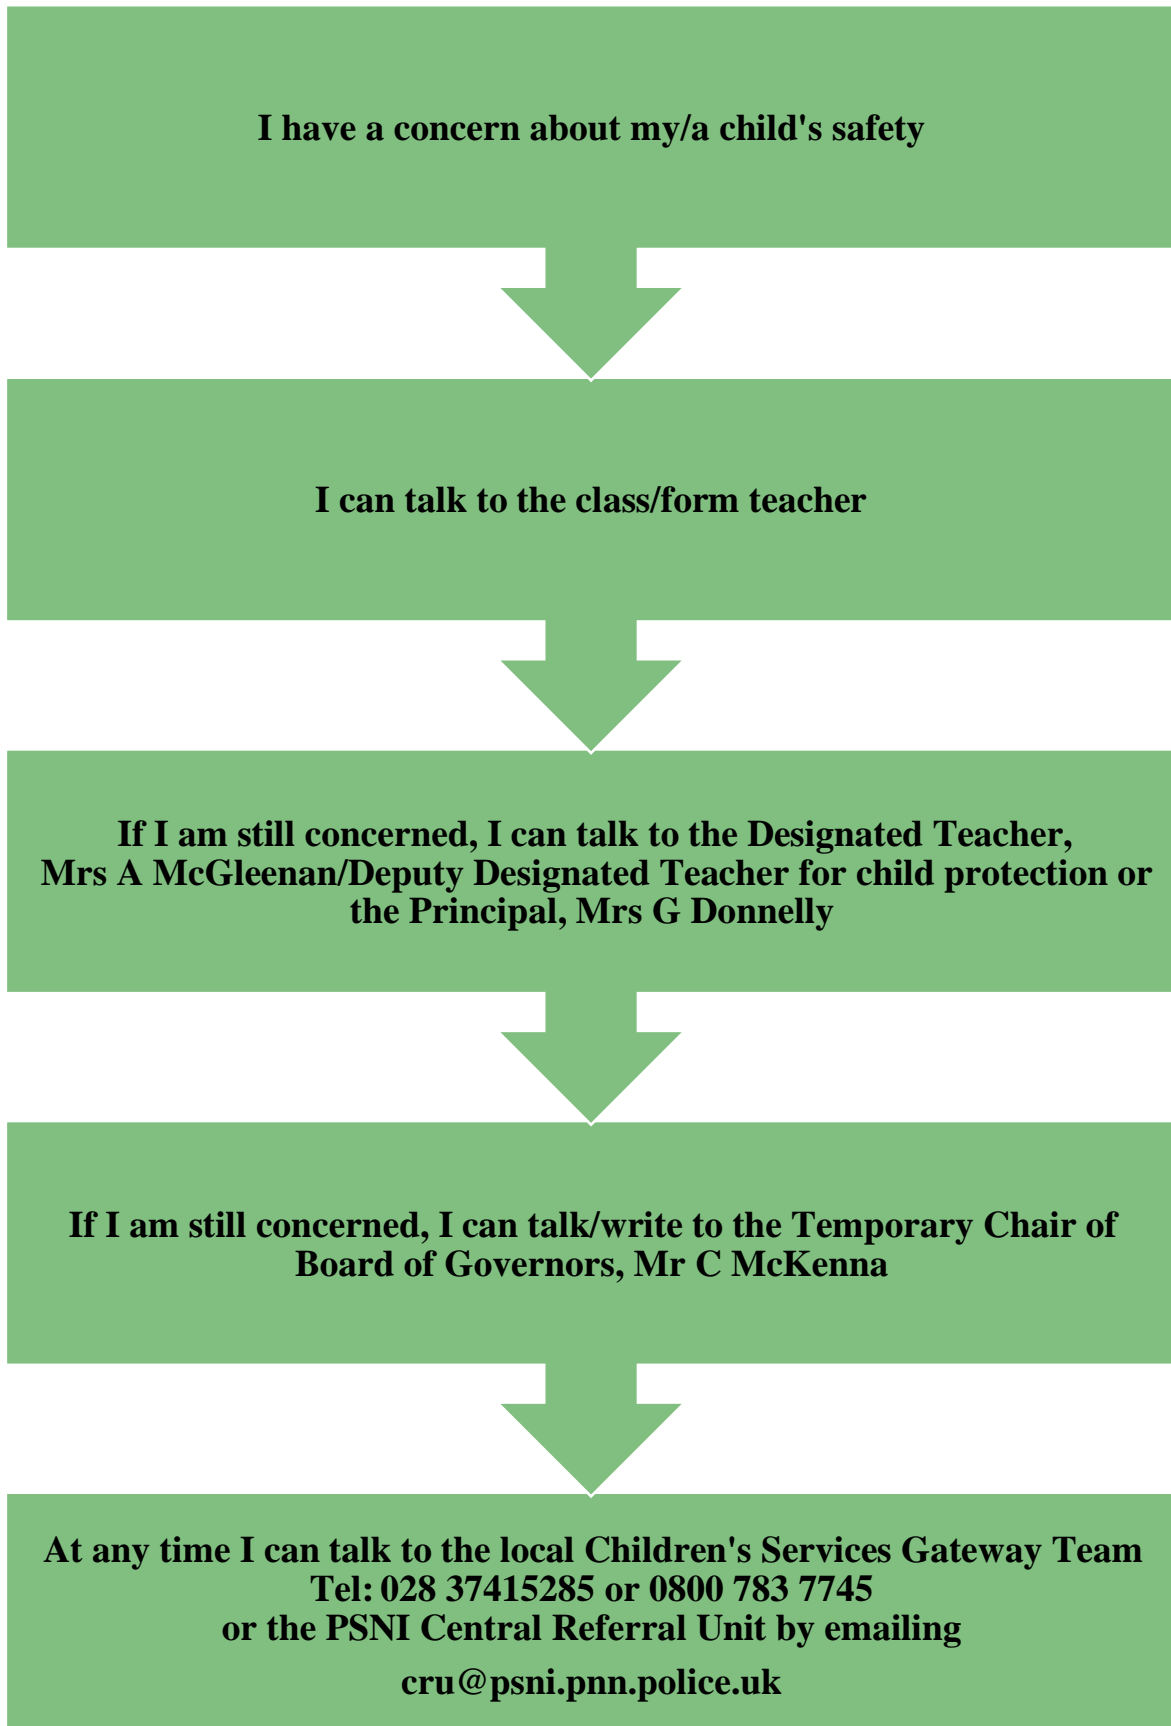 I have a concern about my/a child's safety
I can talk to the class/form teacher
If I am still concerned, I can talk to the Designated Teacher,
Mrs A McGleenan/Deputy Designated Teacher for child protection or
the Principal, Mrs G Donnelly
If I am still concerned, I can talk/write to the Temporary Chair of
Board of Governors, Mr C McKenna
At any time I can talk to the local Children's Services Gateway Team
Tel: 028 37415285 or 0800 783 7745
or the PSNI Central Referral Unit by emailing
cru@psni.pnn.police.uk